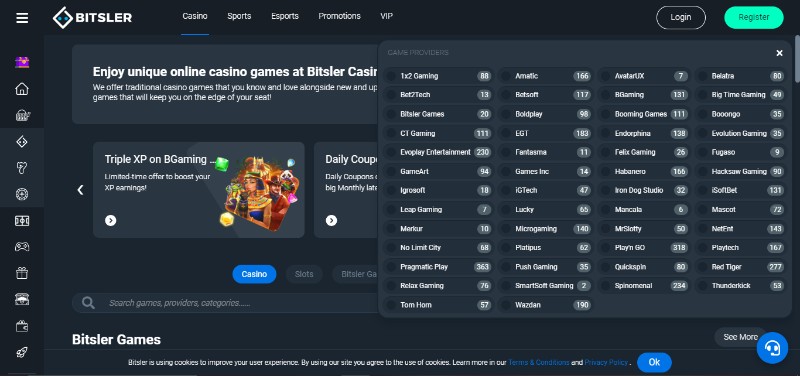 BITSLER
Casino Sports Esports Promotions VIP
Login Register
Enjoy unique online casino games at Bitsler Casi
We offer traditional casino games that you know and love alongside new and up
games that will keep you on the edge of your seat!
Triple XP on BGaming ...
Limited-time offer to boost your
XP earnings!
Daily Coupo
Daily Coupons o
big Monthly late
Casino Slots Bitsler Ga
Search games, providers, categories......
Bitsler Games
See More
GAME PROVIDERS
1x2 Gaming 88 Amatic 166 AvatarUX 7 Belatra 80
Bet2Tech 13 Betsoft 117 BGaming 131 Big Time Gaming 49
Bitsler Games 20 Boldplay 98 Booming Games 111 Booongo 35
CT Gaming 111 EGT 183 Endorphina 138 Evolution Gaming 35
Evoplay Entertainment 230 Fantasma 11 Felix Gaming 26 Fugaso 9
GameArt 94 Games Inc 14 Habanero 166 Hacksaw Gaming 90
Igrosoft 18 iGTech 47 Iron Dog Studio 32 iSoftBet 131
Leap Gaming 7 Lucky 65 Mancala 6 Mascot 72
Merkur 10 Microgaming 140 MrSlotty 50 NetEnt 143
No Limit City 68 Platipus 62 Play'n GO 318 Playtech 167
Pragmatic Play 363 Push Gaming 35 Quickspin 80 Red Tiger 277
Relax Gaming 76 SmartSoft Gaming 2 Spinomenal 234 Thunderkick 53
Tom Horn 57 Wazdan 190
Bitsler is using cookies to improve your user experience. By using our site you agree to the use of cookies. Learn more in our Terms & Conditions and Privacy Policy . Ok